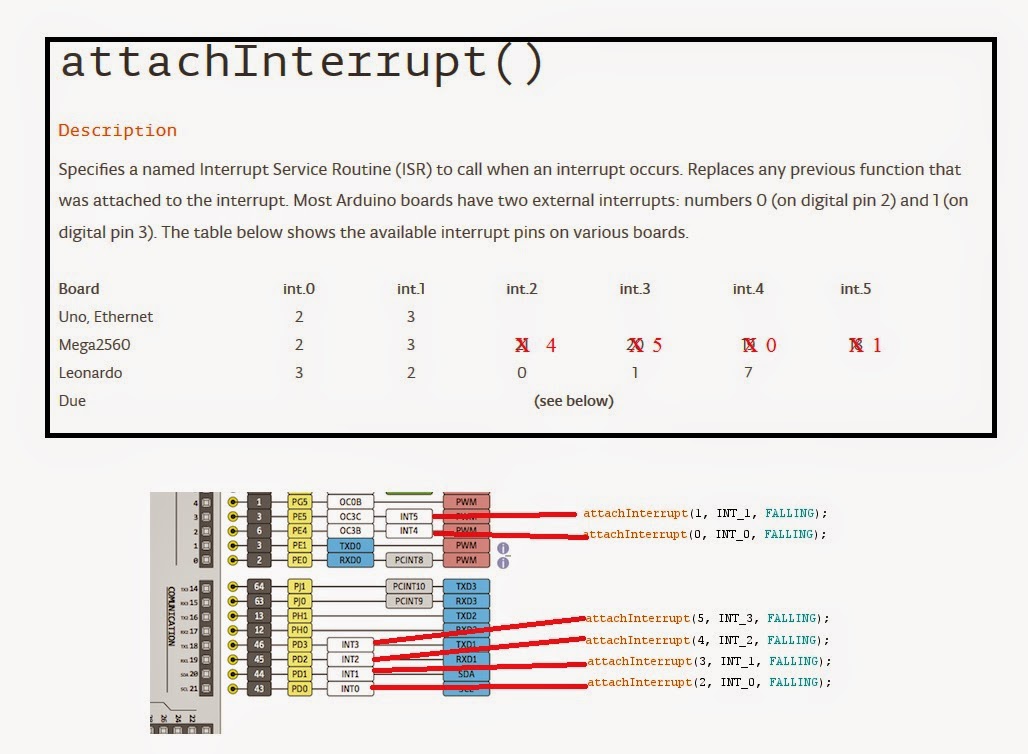 attachInterrupt()
Description
Specifies a named Interrupt Service Routine (ISR) to call when an interrupt occurs. Replaces any previous function that
was attached to the interrupt. Most Arduino boards have two external interrupts: numbers 0 (on digital pin 2) and 1 (on
digital pin 3). The table below shows the available interrupt pins on various boards.
Board int.0 int.1 int.2 int.3 int.4 int.5
Uno, Ethernet 2 3
Mega2560 2 3 X 4 20 X 5 X 0 X 1
Leonardo 3 2 0 1 7
Due (see below)
4 1 PG5 OC0B PWM
3 3 PE5 OC3C INT5 PWM attachInterrupt(1, INT_1, FALLING);
2 6 PE4 OC3B INT4 PWM attachInterrupt(0, INT_0, FALLING);
1 3 PE1 TXD0 PWM
0 2 PE0 RXD0 PCINT8 PWM
TX3 14 64 PJ1 PCINT10 TXD3
RX3 15 63 PJ0 PCINT9 RXD3
TX2 16 13 PH1 TXD2
RX2 17 12 PH0 RXD2
TX1 18 46 PD3 INT3 TXD1 attachInterrupt(5, INT_3, FALLING);
RX1 19 45 PD2 INT2 RXD1 attachInterrupt(4, INT_2, FALLING);
SDA 20 44 PD1 INT1 SDA attachInterrupt(3, INT_1, FALLING);
SCL 21 43 PD0 INT0 SCL attachInterrupt(2, INT_0, FALLING);
COMUNICATION
26 24 22